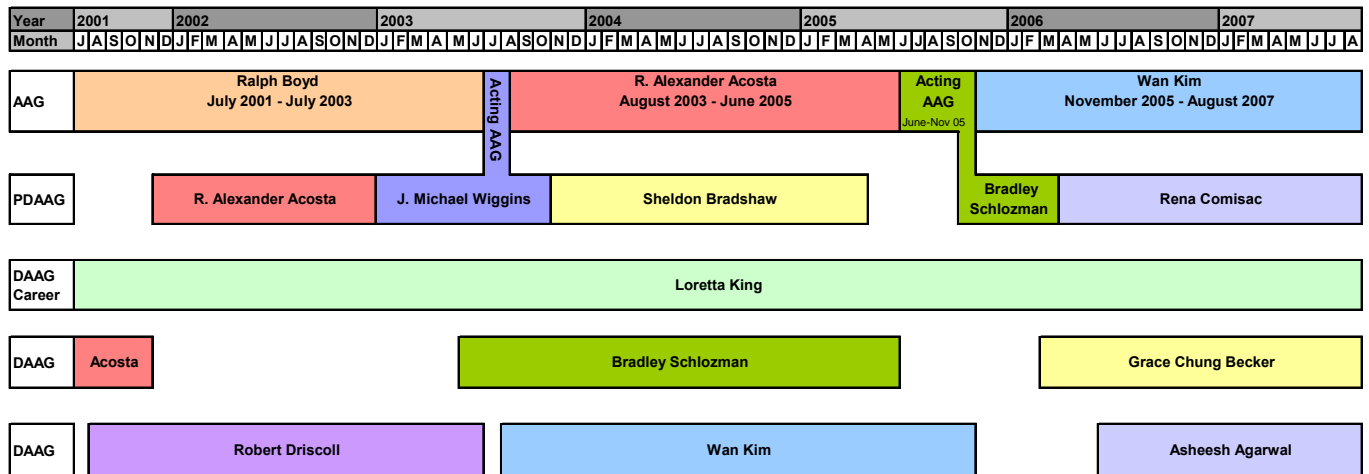 Year 2001 2002 2003 2004 2005 2006 2007
Month J A S O N D J F M A M J J A S O N D J F M A M J J A S O N D J F M A M J J A S O N D J F M A M J J A S O N D J F M A M J J A S O N D J F M A M J J A
AAG
Ralph Boyd
July 2001 - July 2003
Acting AAG
R. Alexander Acosta
August 2003 - June 2005
Acting
AAG
June-Nov 05
Wan Kim
November 2005 - August 2007
PDAAG
R. Alexander Acosta
J. Michael Wiggins
Sheldon Bradshaw
Bradley
Schlozman
Rena Comisac
DAAG
Career
Loretta King
DAAG
Acosta
Bradley Schlozman
Grace Chung Becker
DAAG
Robert Driscoll
Wan Kim
Asheesh Agarwal